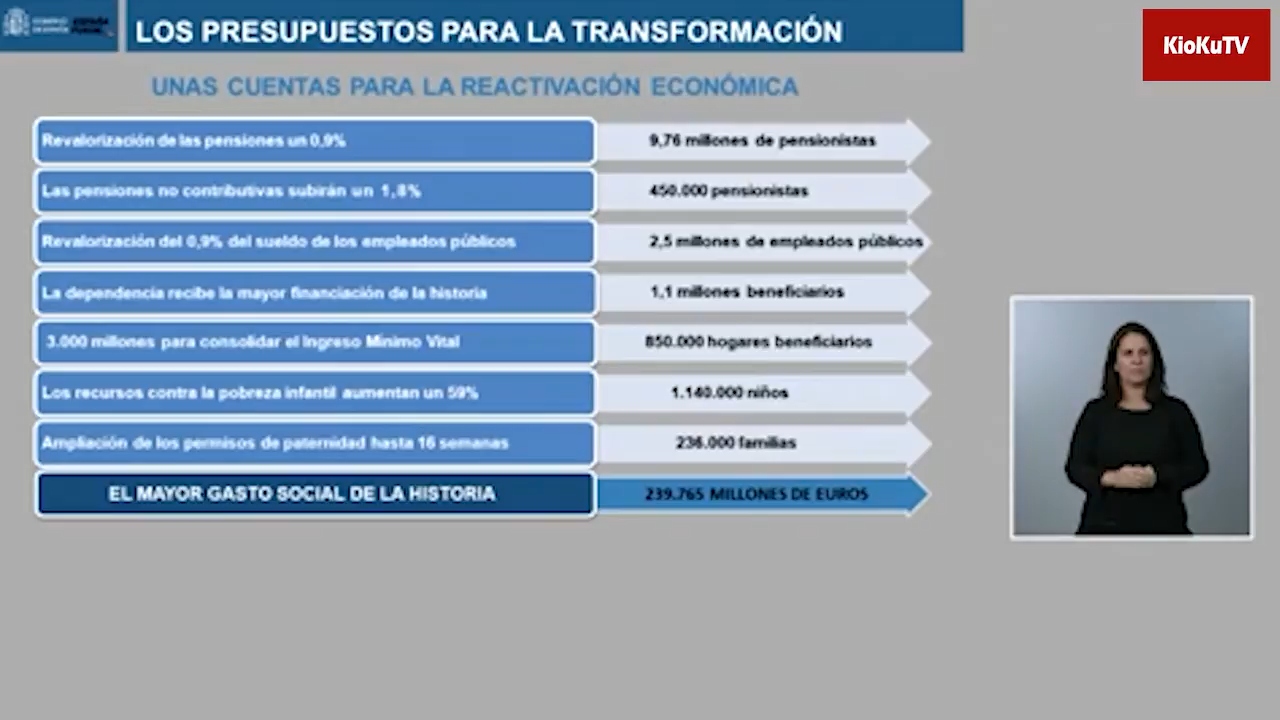 GOBIERNO
DE ESPAÑA
ESPAÑA
PUEDE
LOS PRESUPUESTOS PARA LA TRANSFORMACIÓN
KioKuTV
UNAS CUENTAS PARA LA REACTIVACIÓN ECONÓMICA
Revalorización de las pensiones un 0,9%
9,76 millones de pensionistas
Las pensiones no contributivas subirán un 1,8%
450.000 pensionistas
Revalorización del 0,9% del sueldo de los empleados públicos
2,5 millones de empleados públicos
La dependencia recibe la mayor financiación de la historia
1,1 millones beneficiarios
3.000 millones para consolidar el Ingreso Mínimo Vital
850.000 hogares beneficiarios
Los recursos contra la pobreza infantil aumentan un 59%
1.140.000 niños
Ampliación de los permisos de paternidad hasta 16 semanas
236.000 familias
EL MAYOR GASTO SOCIAL DE LA HISTORIA
239.765 MILLONES DE EUROS